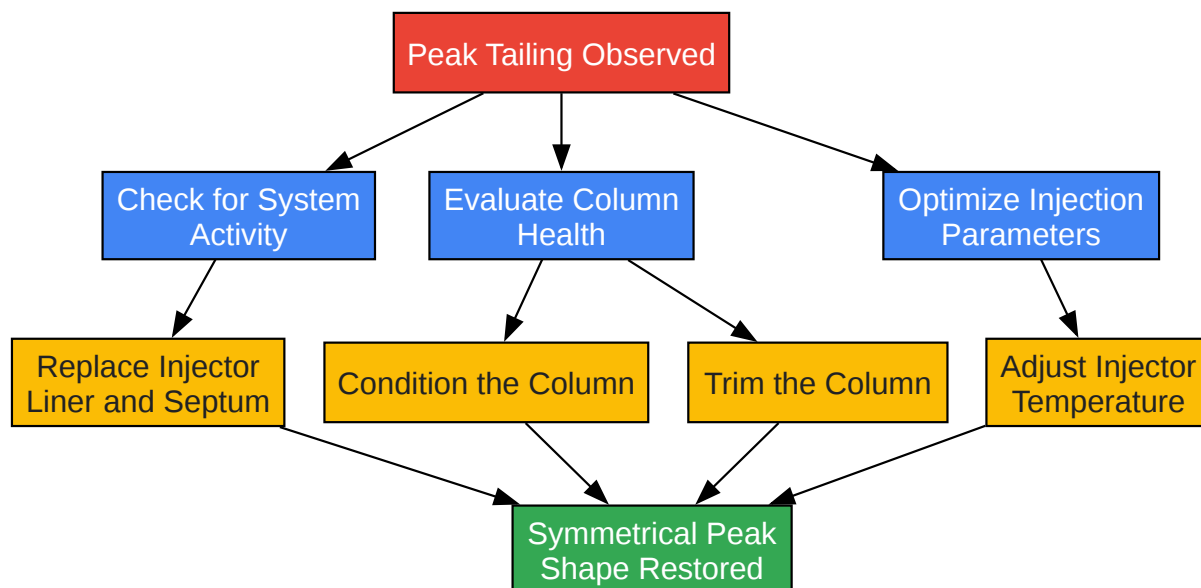 Peak Tailing Observed
Check for System
Activity
Evaluate Column
Health
Optimize Injection
Parameters
Replace Injector
Liner and Septum
Condition the Column
Trim the Column
Adjust Injector
Temperature
Symmetrical Peak
Shape Restored